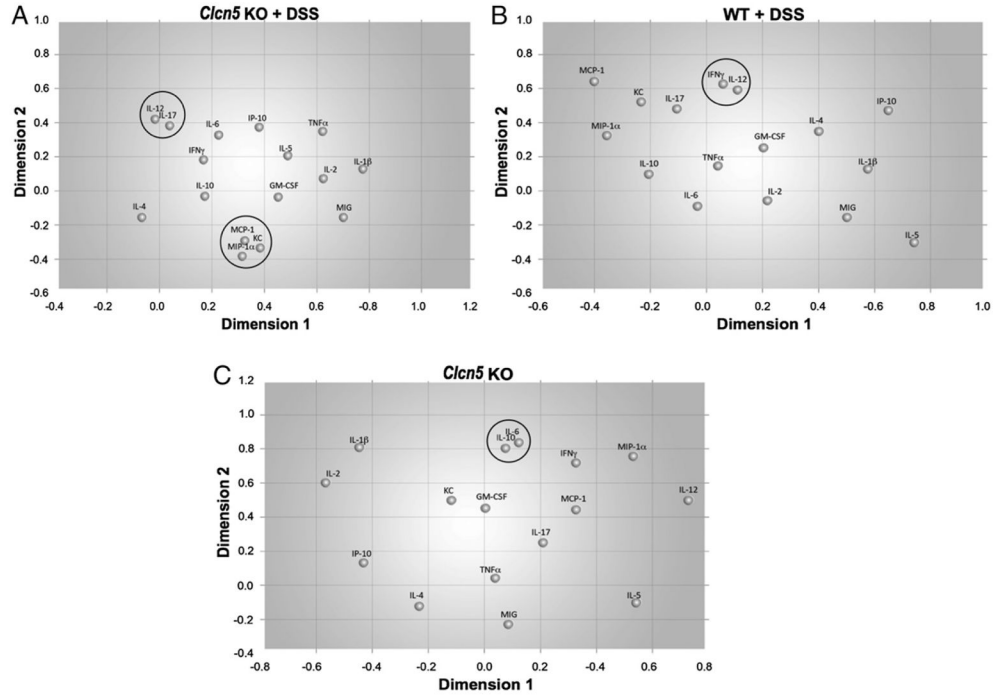 A
Clcn5 KO + DSS
1.0
0.8
0.6
0.4
0.2
0.0
-0.2
-0.4
-0.6
Dimension 2
IL-12
IL-17
IL-6
IP-10
TNFα
IFNγ
IL-5
IL-2
IL-1β
IL-10
GM-CSF
IL-4
MIG
MCP-1
KC
MIP-1α
-0.4 -0.2 0.0 0.2 0.4 0.6 0.8 1.0 1.2
Dimension 1
B
WT + DSS
1.0
0.8
0.6
0.4
0.2
0.0
-0.2
-0.4
-0.6
Dimension 2
MCP-1
IFNγ
IL-12
KC
IL-17
IP-10
MIP-1α
IL-4
GM-CSF
TNFα
IL-1β
IL-10
IL-6
IL-2
MIG
IL-5
-0.6 -0.4 -0.2 0.0 0.2 0.4 -0.6 0.8 1.0
Dimension 1
C
Clcn5 KO
1.2
1.0
0.8
0.6
0.4
0.2
0.0
-0.2
-0.4
Dimension 2
IL-1β
IL-6
IL-10
IFNγ
MIP-1α
IL-2
KC
GM-CSF
MCP-1
IL-12
IL-17
IP-10
TNFα
IL-4
MIG
IL-5
-0.8 -0.6 -0.4 -0.2 0.0 0.2 -0.4 0.6 0.8
Dimension 1